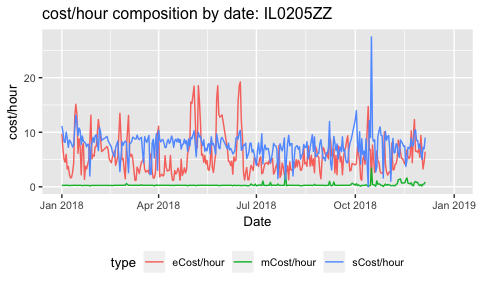 cost/hour composition by date: IL0205ZZ
cost/hour
20
10
0
Jan 2018 Apr 2018 Jul 2018 Oct 2018 Jan 2019
Date
type eCost/hour mCost/hour sCost/hour